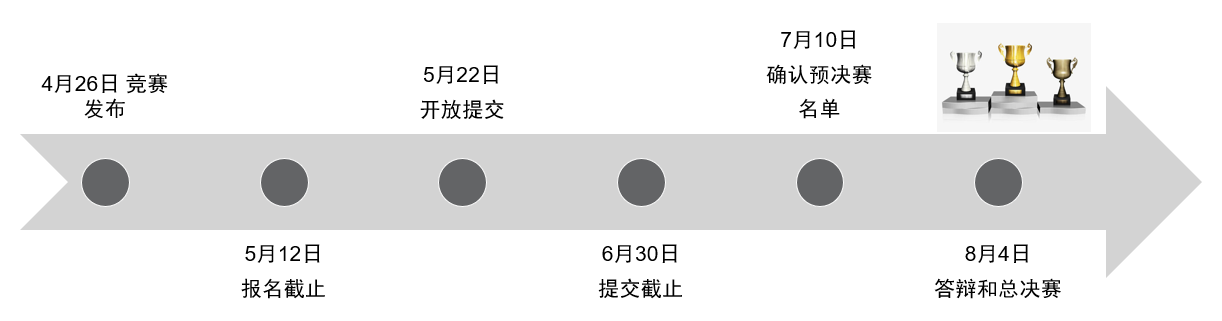 4月26日 竞赛
发布
5月12日
报名截止
5月22日
开放提交
6月30日
提交截止
7月10日
确认预决赛
名单
8月4日
答辩和总决赛